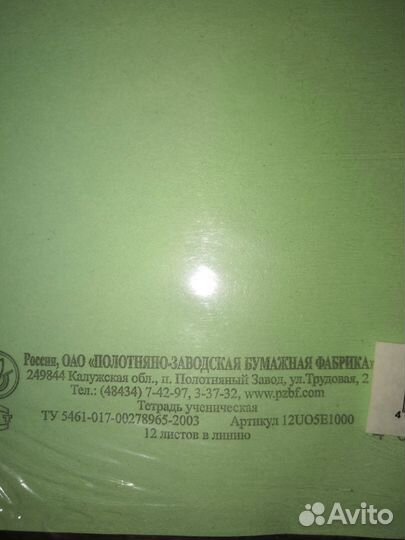 Россия, ОАО «ПОЛОТНЯНО-ЗАВОДСКАЯ БУМАЖНАЯ ФАБРИКА»
249844 Калужская обл., п. Полотняный Завод, ул.Трудовая, 2
Тел.: (48434) 7-42-97, 3-37-32, www.pzbf.com
Тетрадь ученическая
ТУ 5461-017-00278965-2003 Артикул 12UO5E1000
12 листов в линию
4
Avito